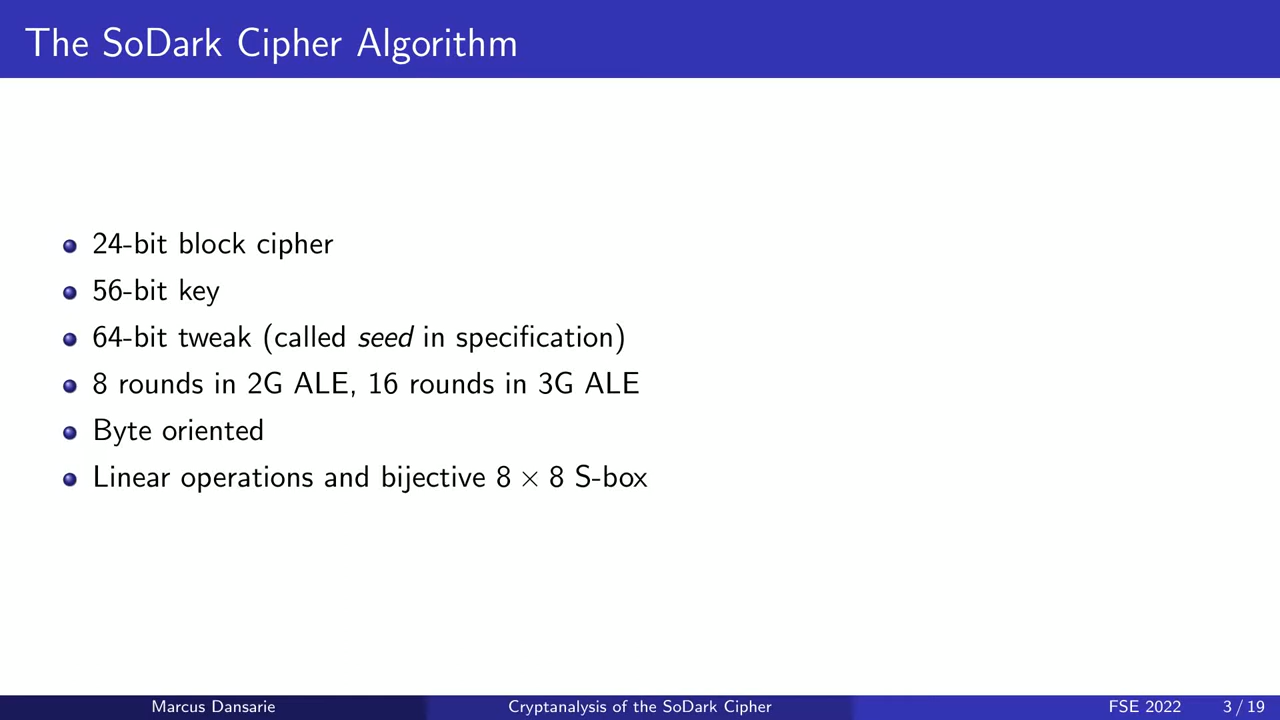 The SoDark Cipher Algorithm
24-bit block cipher
56-bit key
64-bit tweak (called seed in specification)
8 rounds in 2G ALE, 16 rounds in 3G ALE
Byte oriented
Linear operations and bijective 8 × 8 S-box
Marcus Dansarie Cryptanalysis of the SoDark Cipher FSE 2022 3 / 19